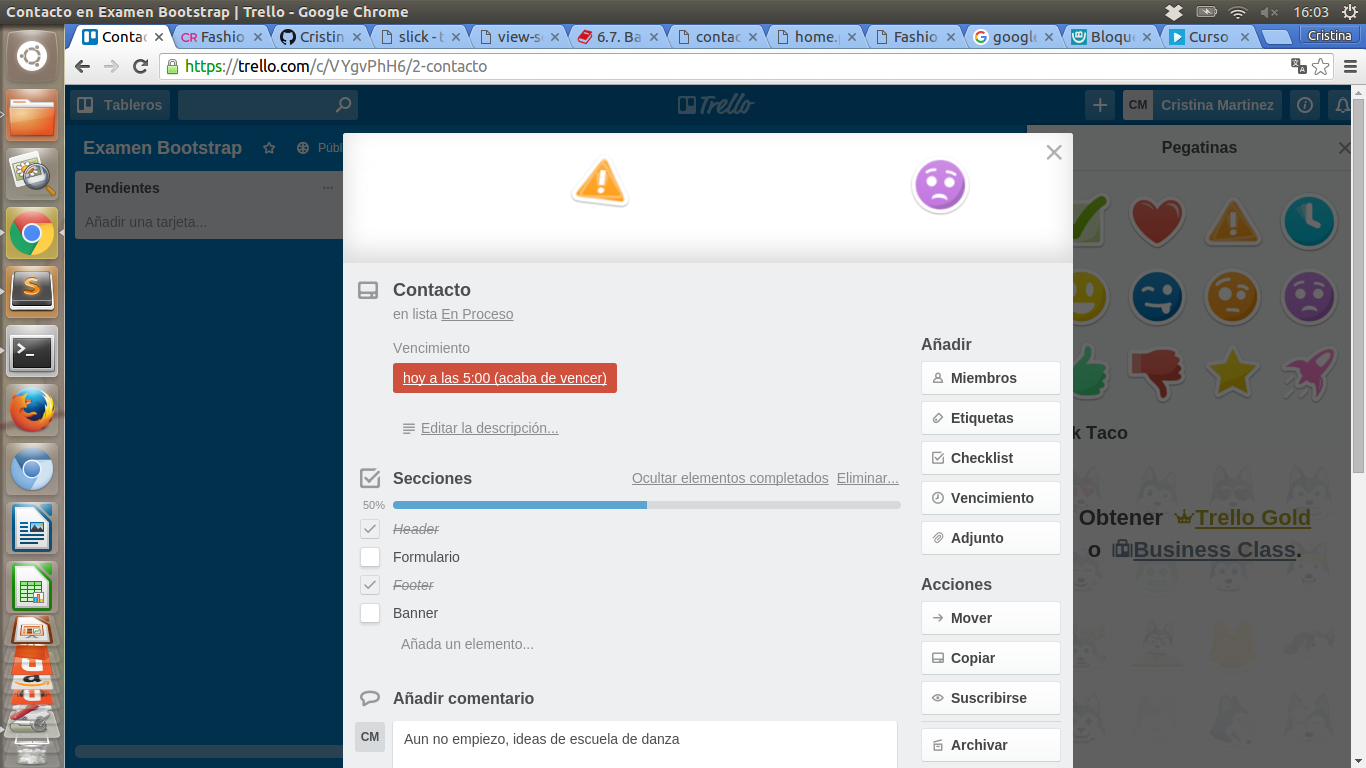 Contacto en Examen Bootstrap | Trello - Google Chrome
16:03
Conta
Fashio
Cristin
slick - t
view-s
6.7. Ba
contac
home.
Fashio
google
Bloque
Curso
Cristina
https://trello.com/c/VYgvPhH6/2-contacto
Tableros
Trello
CM Cristina Martinez
Examen Bootstrap
Públ
Pegatinas
Pendientes
Añadir una tarjeta...
Contacto
en lista En Proceso
Vencimiento
hoy a las 5:00 (acaba de vencer)
Editar la descripción...
Secciones
Ocultar elementos completados Eliminar...
50%
Header
Formulario
Footer
Banner
Añada un elemento...
Añadir comentario
CM
Aun no empiezo, ideas de escuela de danza
Añadir
Miembros
Etiquetas
Checklist
Vencimiento
Adjunto
Acciones
Mover
Copiar
Suscribirse
Archivar
k Taco
Obtener Trello Gold
o Business Class.